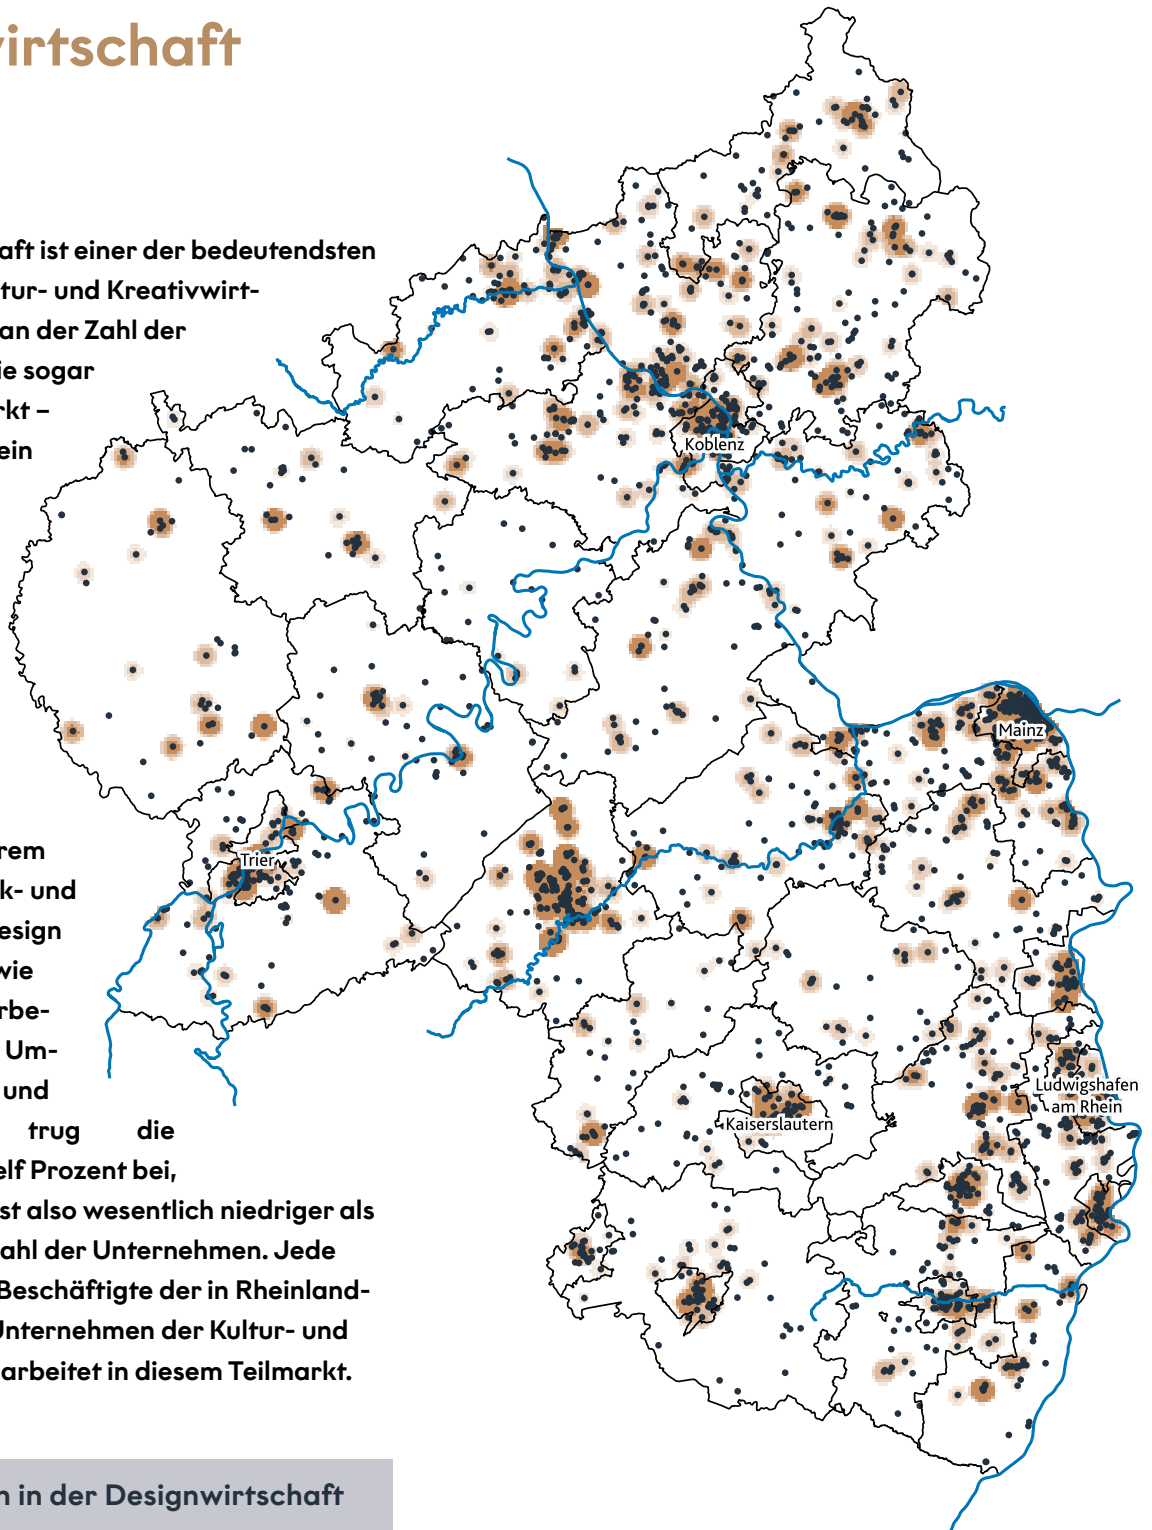 virtschaft
aft ist einer der bedeutendsten
tur- und Kreativwirt-
an der Zahl der
ie sogar
rkt –
ein
rem
k- und
esign
wie
rbe-
Um-
und
trug die
elf Prozent bei,
st also wesentlich niedriger als
ahl der Unternehmen. Jede
Beschäftigte der in Rheinland-
Unternehmen der Kultur- und
arbeitet in diesem Teilmarkt.
n in der Designwirtschaft
Koblenz
Mainz
Trier
Ludwigshafen
am Rhein
Kaiserslautern